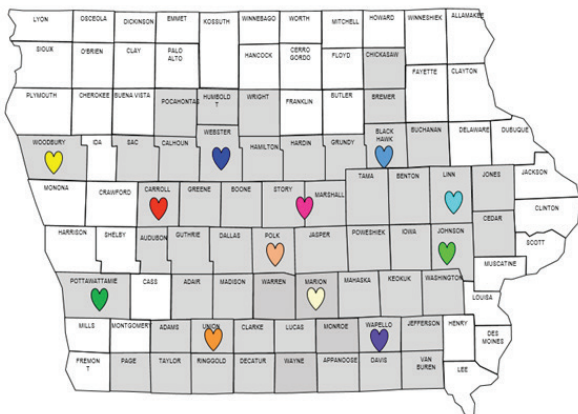 LYON OSCEOLA DICKINSON EMMET KOSSUTH WINNEBAGO WORTH MITCHELL HOWARD WINNESHIEK ALLAMAKEE
SIOUX O'BRIEN CLAY PALO
ALTO HANCOCK CERRO
GORDO FLOYD CHICKASAW
FAYETTE CLAYTON
PLYMOUTH CHEROKEE BUENA VISTA POCAHONTAS HUMBOLD
T WRIGHT FRANKLIN BUTLER BREMER
WOODBURY IDA SAC CALHOUN WEBSTER HAMILTON HARDIN GRUNDY BLACK
HAWK BUCHANAN DELAWARE DUBUQUE
MONONA CRAWFORD CARROLL GREENE BOONE STORY MARSHALL TAMA BENTON LINN JONES JACKSON
CLINTON
HARRISON SHELBY AUDUBON GUTHRIE DALLAS POLK JASPER POWESHIEK IOWA JOHNSON CEDAR SCOTT
MUSCATINE
POTTAWATTAMIE CASS ADAIR MADISON WARREN MARION MAHASKA KEOKUK WASHINGTON
LOUISA
MILLS MONTGOMERY ADAMS UNION CLARKE LUCAS MONROE WAPELLO JEFFERSON HENRY DES
MOINES
FREMON
T PAGE TAYLOR RINGGOLD DECATUR WAYNE APPANOOSE DAVIS VAN
BUREN LEE